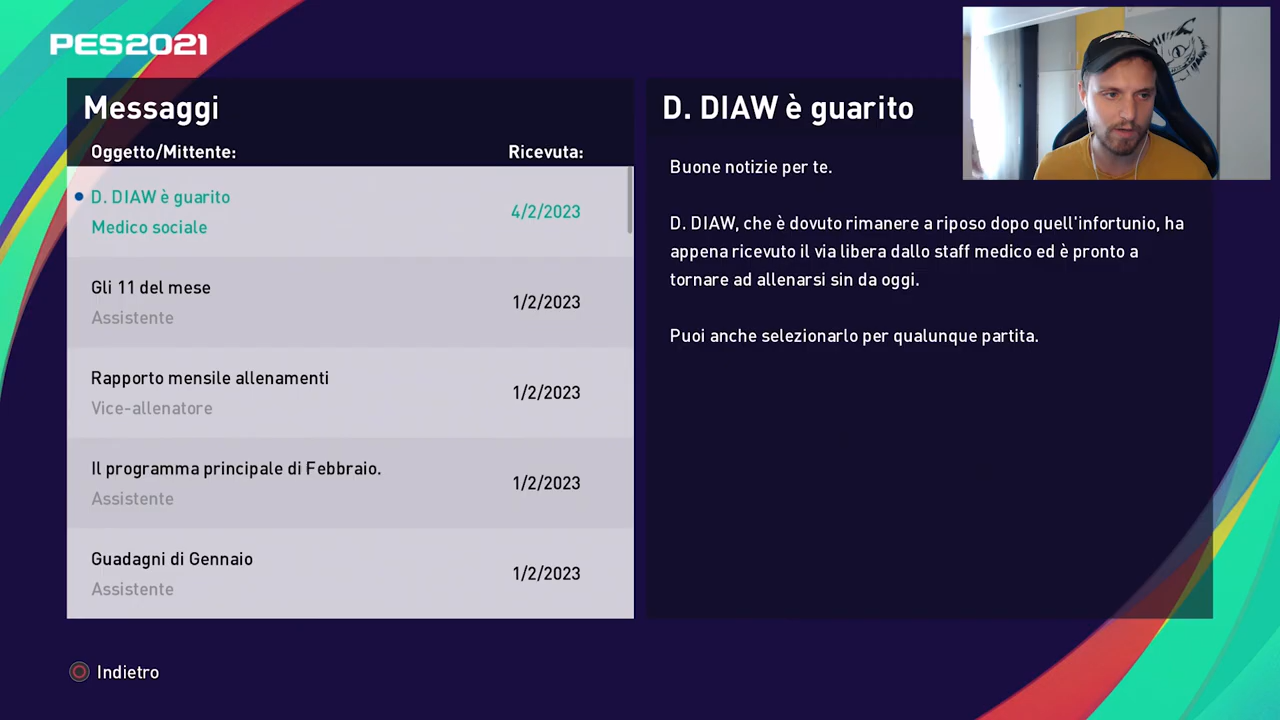 PES2021
Messaggi
Oggetto/Mittente: Ricevuta:
D. DIAW è guarito
Medico sociale
4/2/2023
Gli 11 del mese
Assistente
1/2/2023
Rapporto mensile allenamenti
Vice-allenatore
1/2/2023
Il programma principale di Febbraio.
Assistente
1/2/2023
Guadagni di Gennaio
Assistente
1/2/2023
D. DIAW è guarito
Buone notizie per te.
D. DIAW, che è dovuto rimanere a riposo dopo quell'infortunio, ha
appena ricevuto il via libera dallo staff medico ed è pronto a
tornare ad allenarsi sin da oggi.
Puoi anche selezionarlo per qualunque partita.
Indietro